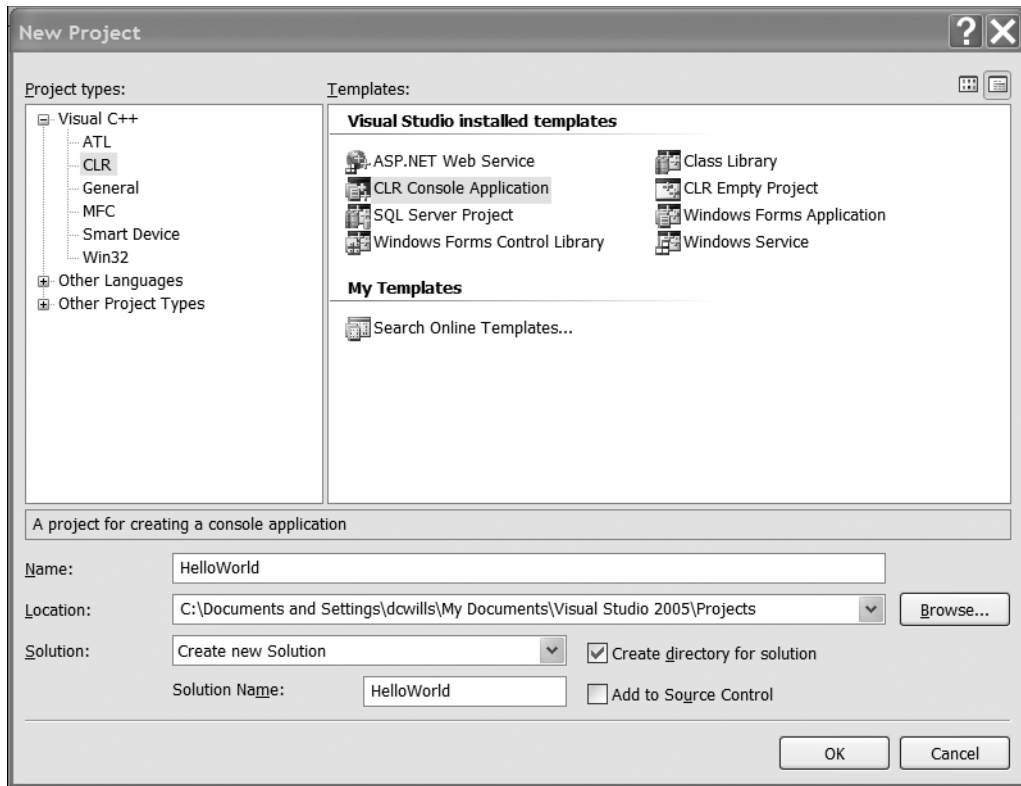 New Project
Project types:
Visual C++
ATL
CLR
General
MFC
Smart Device
Win32
Other Languages
Other Project Types
Templates:
Visual Studio installed templates
ASP.NET Web Service
CLR Console Application
SQL Server Project
Windows Forms Control Library
Class Library
CLR Empty Project
Windows Forms Application
Windows Service
My Templates
Search Online Templates...
A project for creating a console application
Name:
HelloWorld
Location:
C:\Documents and Settings\dcwills\My Documents\Visual Studio 2005\Projects
Browse...
Solution:
Create new Solution
Create directory for solution
Solution Name:
HelloWorld
Add to Source Control
OK
Cancel